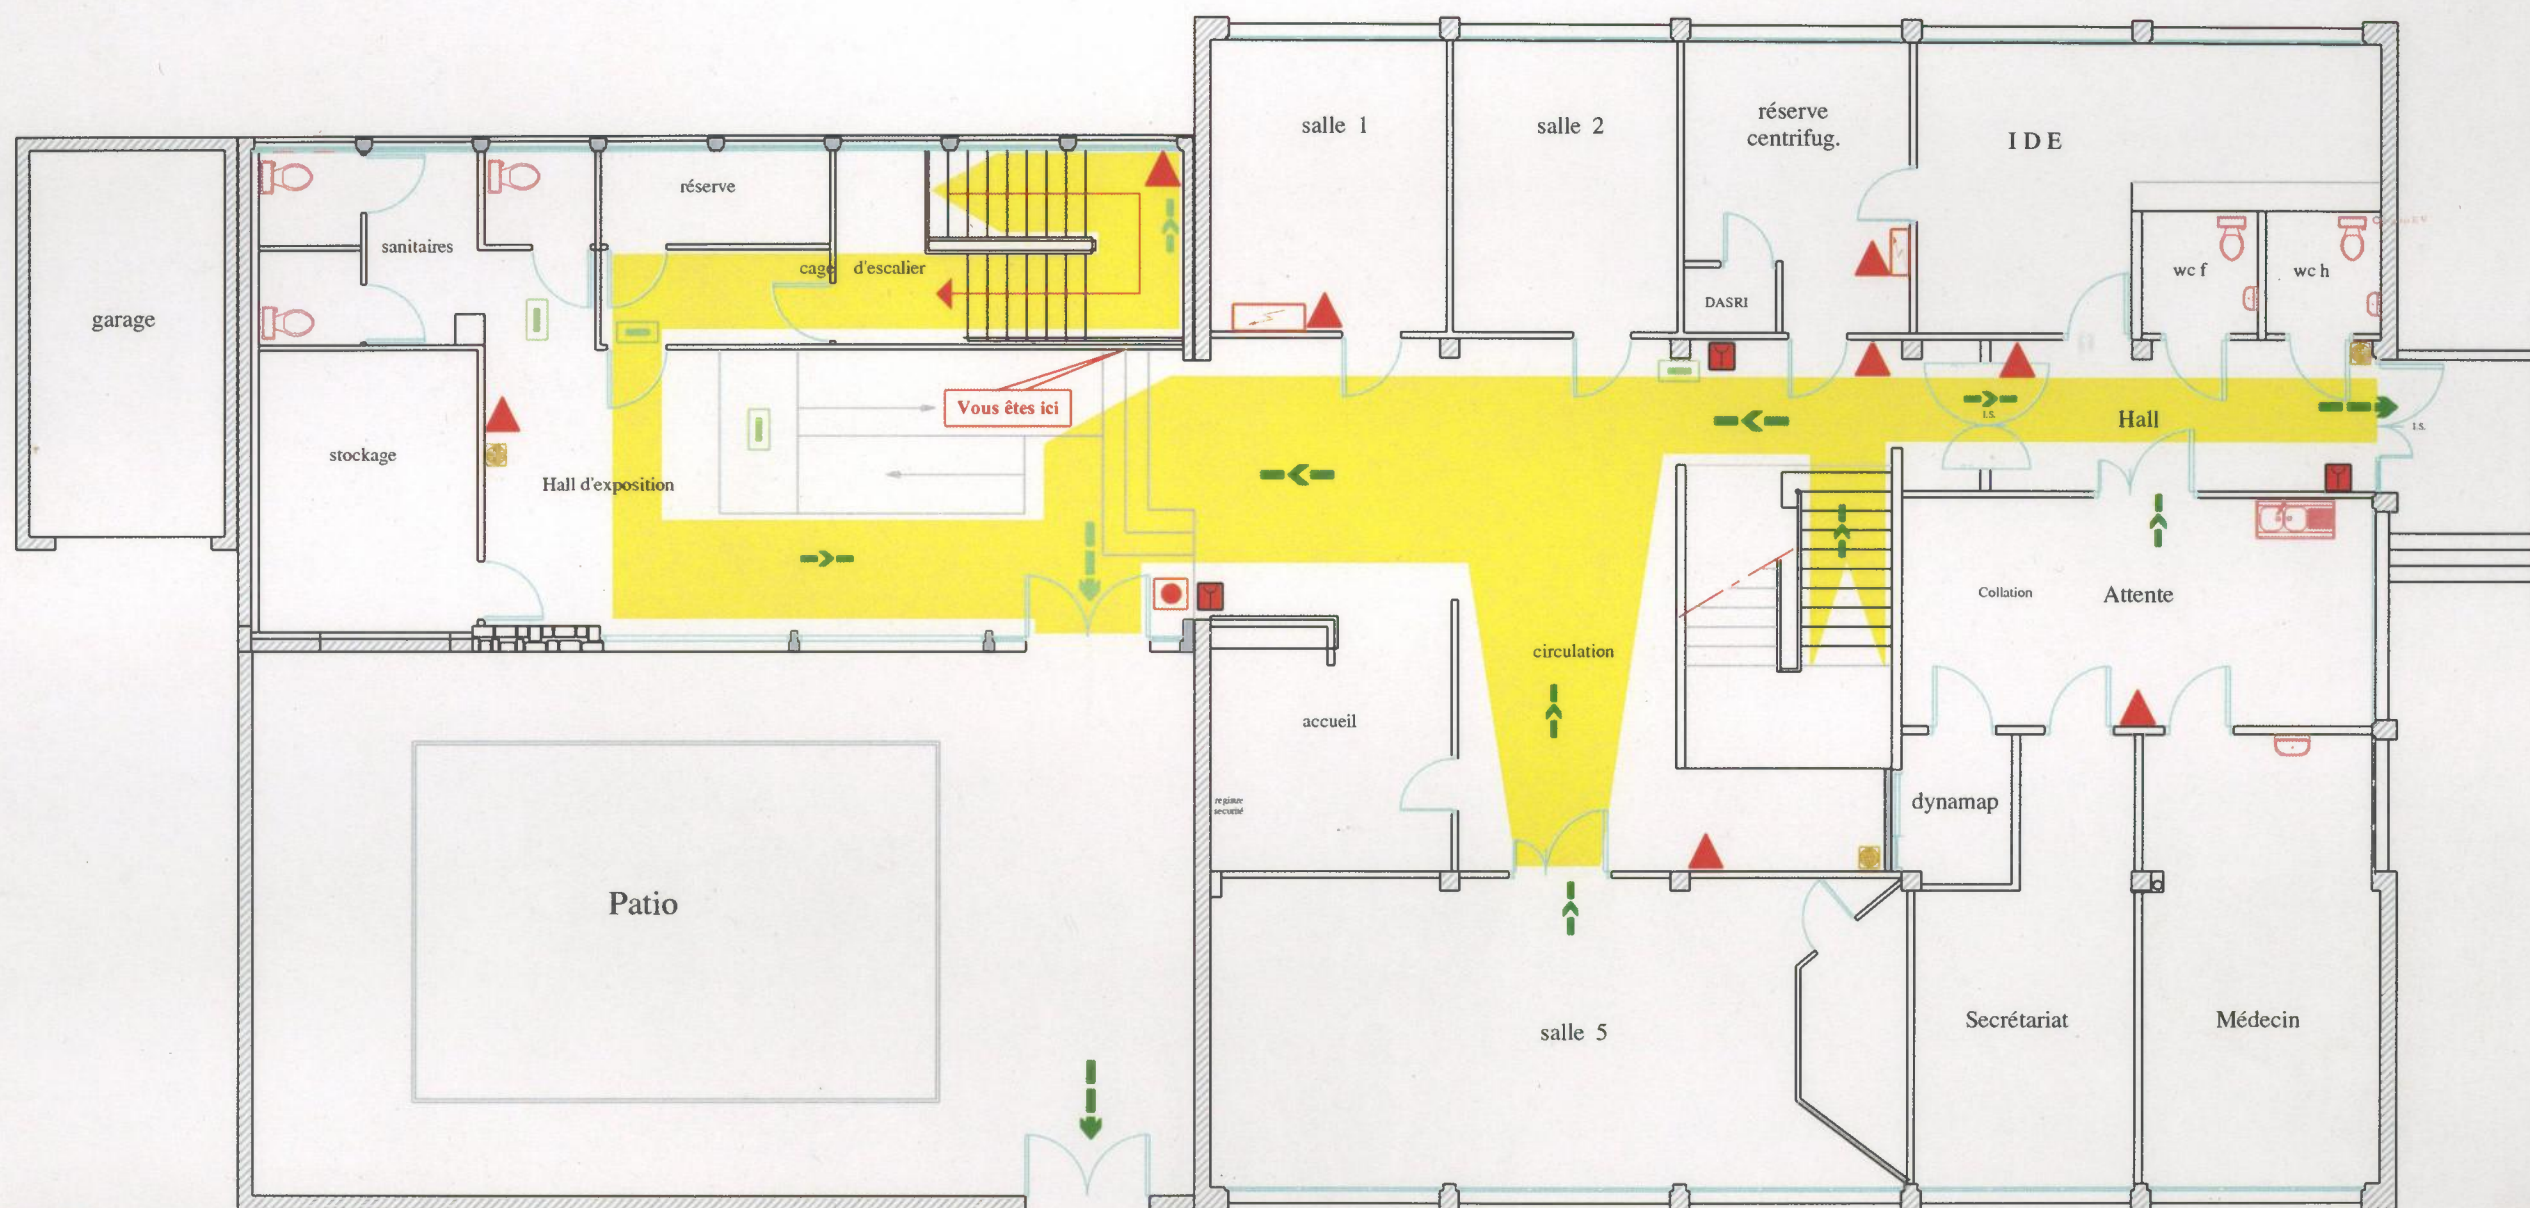 salle 1
salle 2
réserve
centrifug.
I D E
réserve
sanitaires
cage d'escalier
wc f
wc h
DASRI
garage
Vous êtes ici
I.S.
Hall
I.S.
stockage
Hall d'exposition
Collation
Attente
circulation
accueil
dynamap
Patio
salle 5
Secrétariat
Médecin